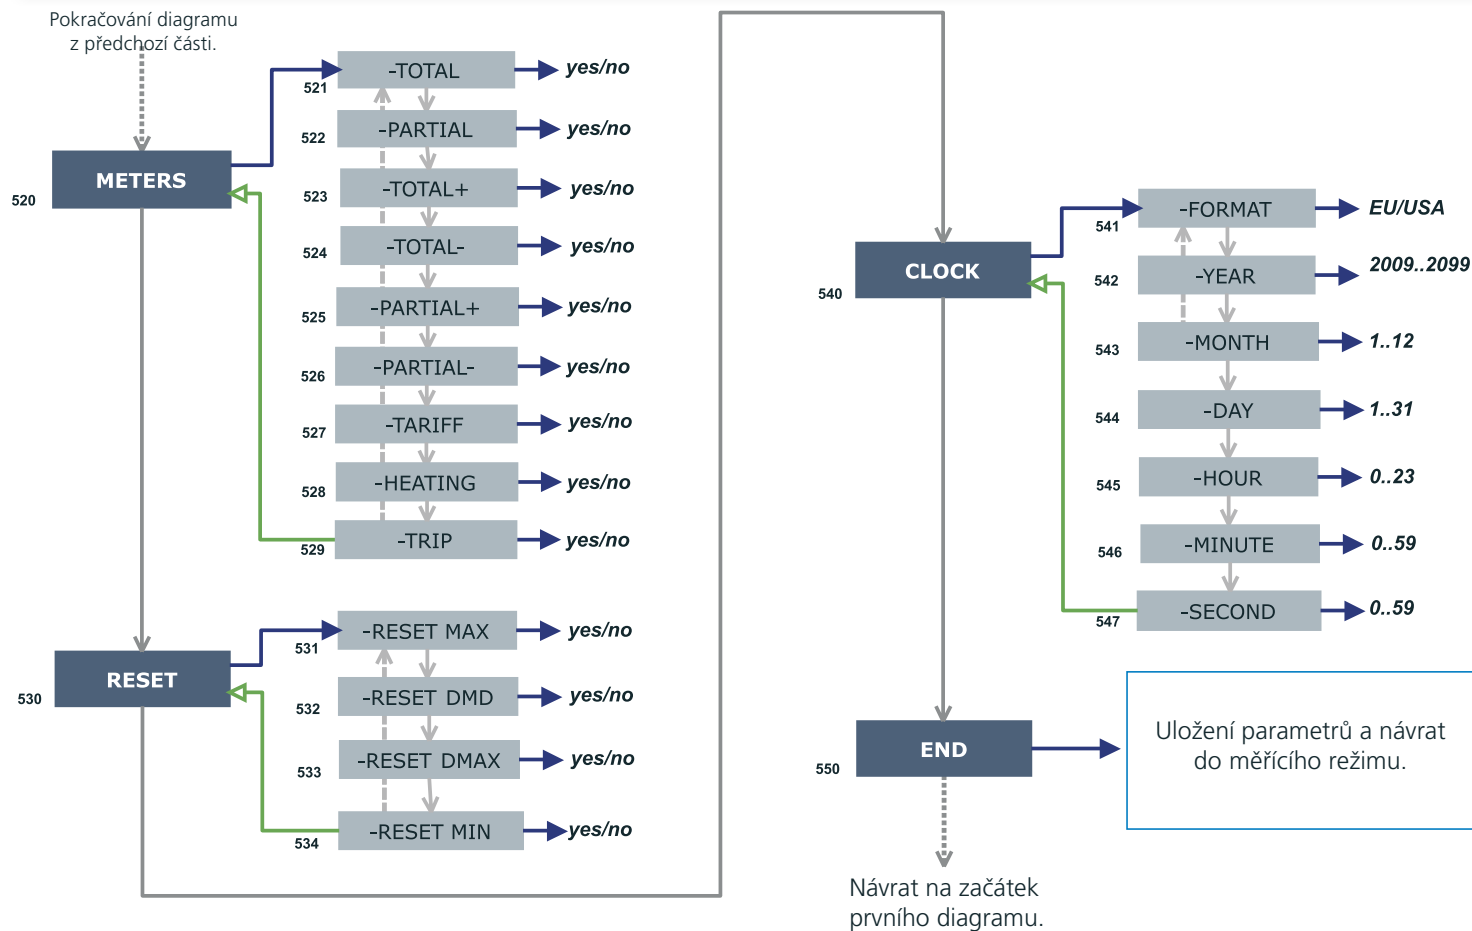 Pokračování diagramu
z předchozí části.
520
METERS
521
-TOTAL
yes/no
522
-PARTIAL
yes/no
523
-TOTAL+
yes/no
524
-TOTAL-
yes/no
525
-PARTIAL+
yes/no
526
-PARTIAL-
yes/no
527
-TARIFF
yes/no
528
-HEATING
yes/no
529
-TRIP
yes/no
530
RESET
531
-RESET MAX
yes/no
532
-RESET DMD
yes/no
533
-RESET DMAX
yes/no
534
-RESET MIN
yes/no
540
CLOCK
541
-FORMAT
EU/USA
542
-YEAR
2009..2099
543
-MONTH
1..12
544
-DAY
1..31
545
-HOUR
0..23
546
-MINUTE
0..59
547
-SECOND
0..59
550
END
Uložení parametrů a návrat
do měřícího režimu.
Návrat na začátek
prvního diagramu.